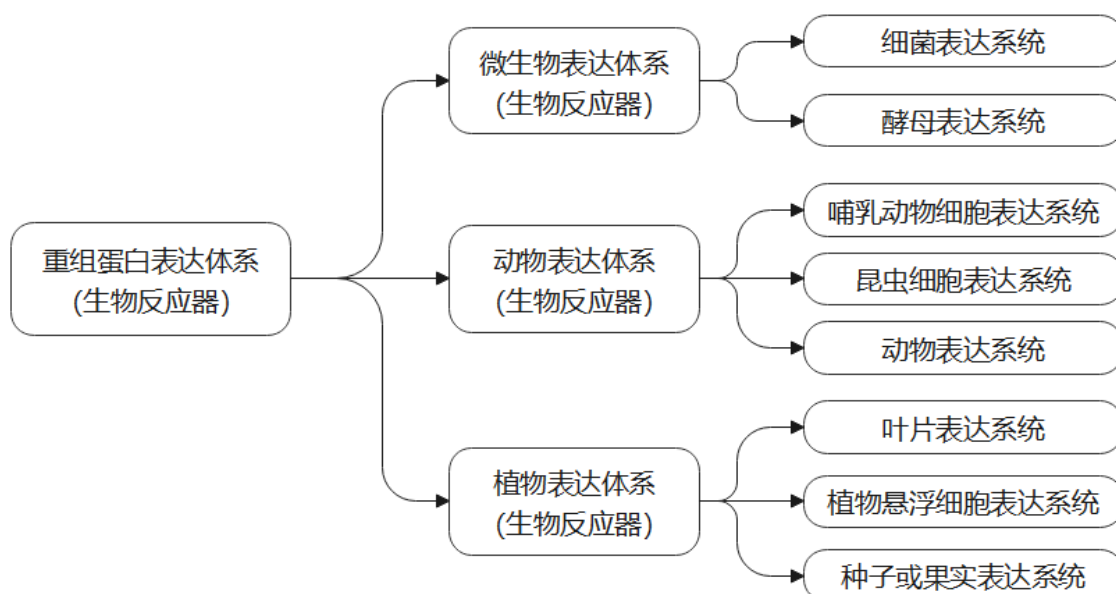 重组蛋白表达体系
(生物反应器)
微生物表达体系
(生物反应器)
细菌表达系统
酵母表达系统
动物表达体系
(生物反应器)
哺乳动物细胞表达系统
昆虫细胞表达系统
动物表达系统
植物表达体系
(生物反应器)
叶片表达系统
植物悬浮细胞表达系统
种子或果实表达系统